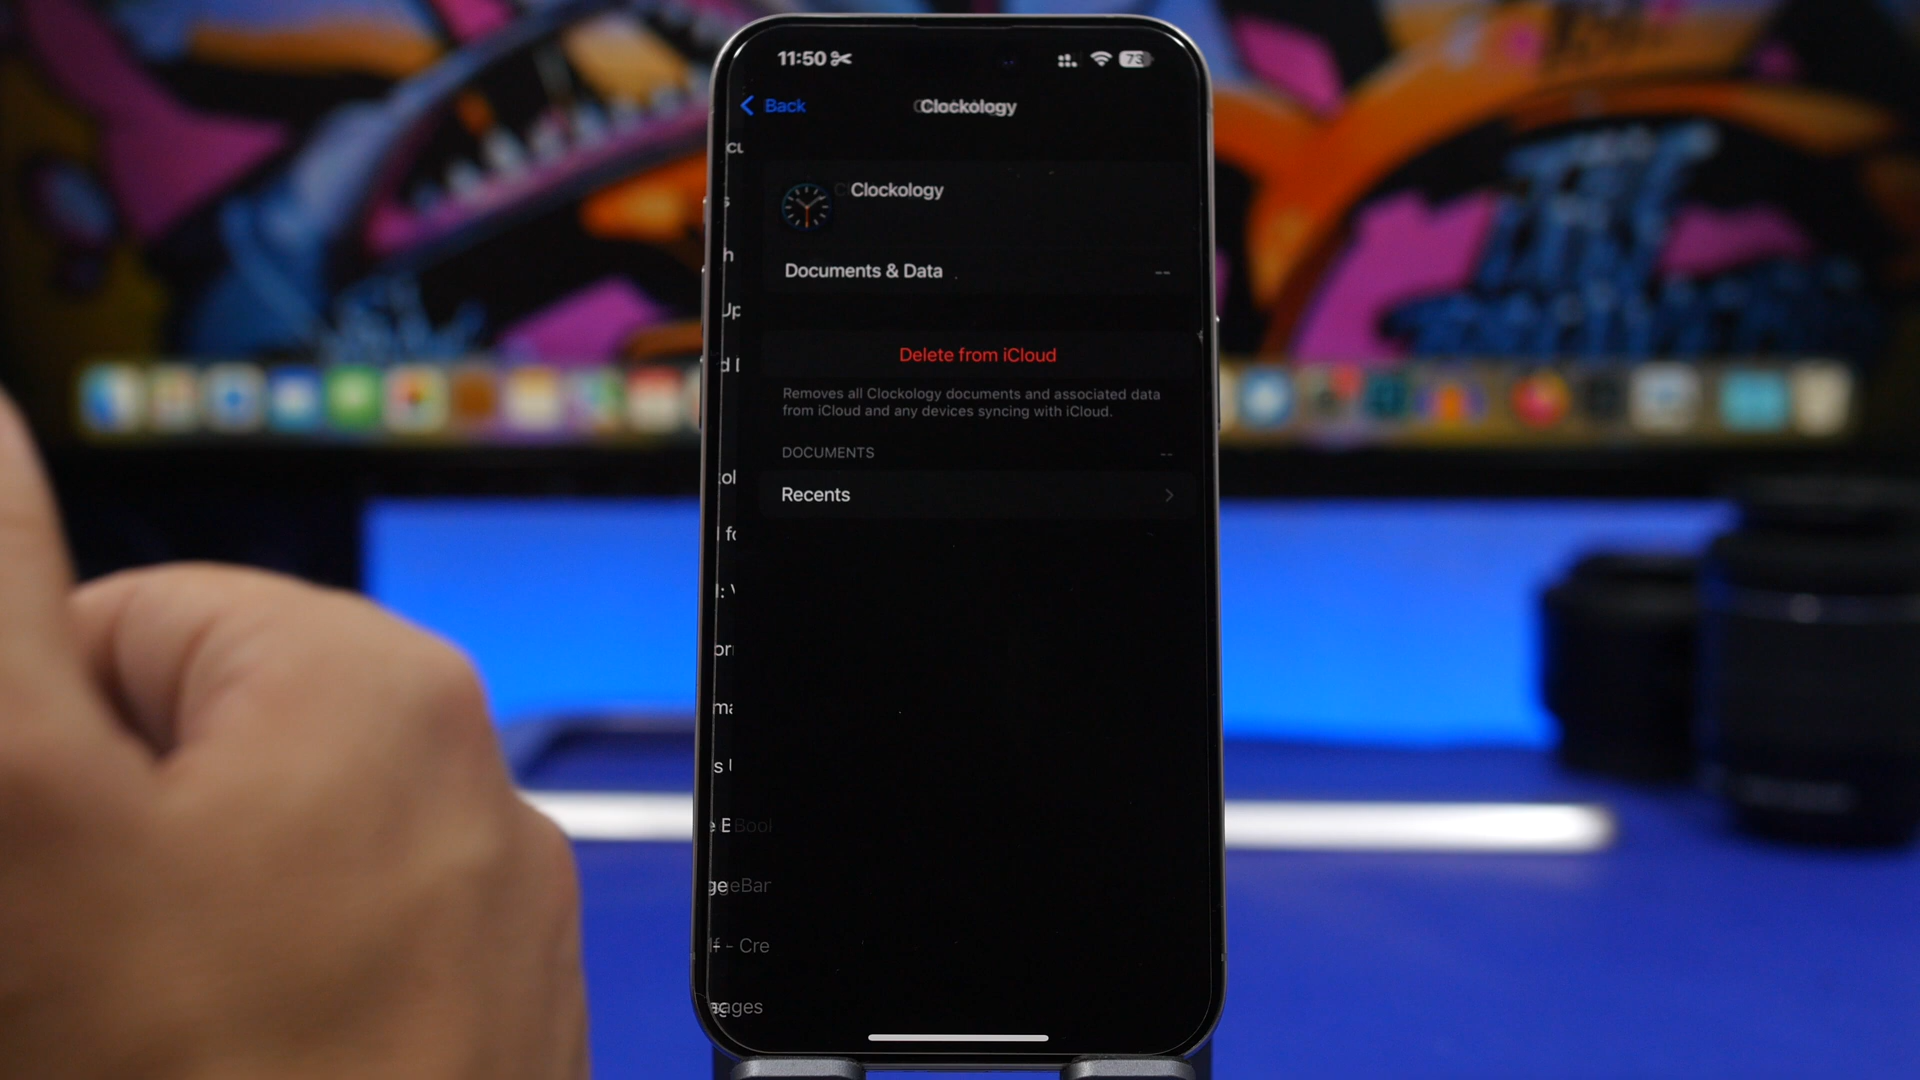 11:50
73
Back
Clockology
Clockology
Documents & Data --
Delete from iCloud
Removes all Clockology documents and associated data
from iCloud and any devices syncing with iCloud.
DOCUMENTS --
Recents